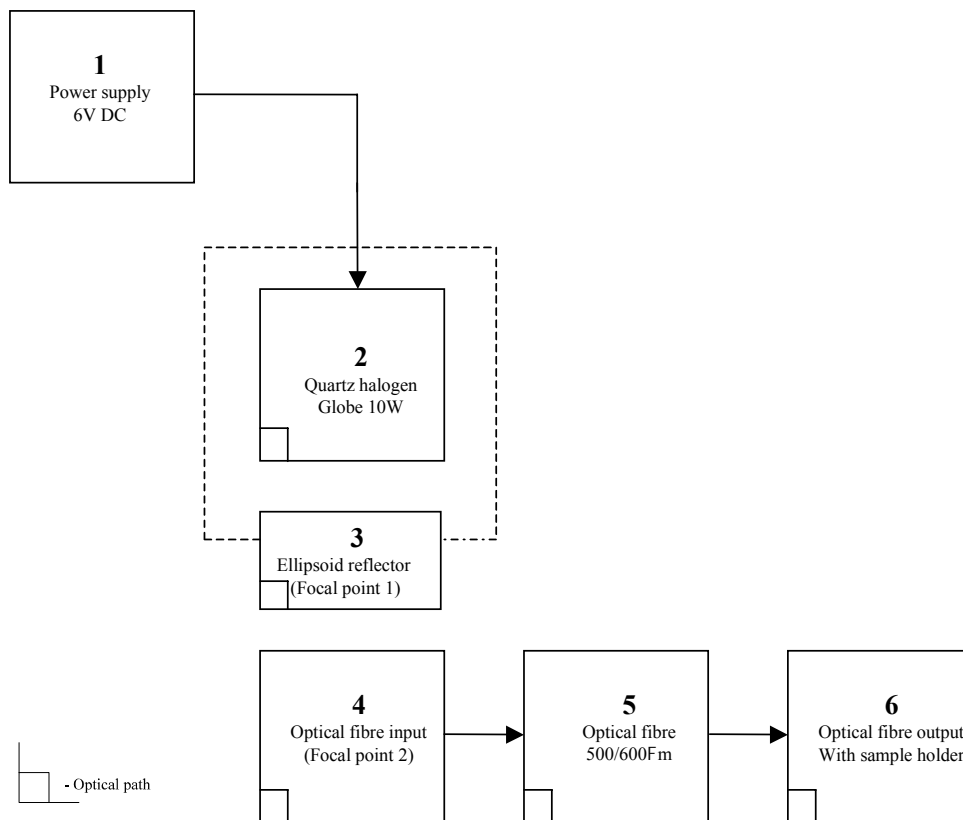 1
Power supply
6V DC
2
Quartz halogen
Globe 10W
3
Ellipsoid reflector
(Focal point 1)
4
Optical fibre input
(Focal point 2)
5
Optical fibre
500/600Fm
6
Optical fibre output
With sample holder
- Optical path